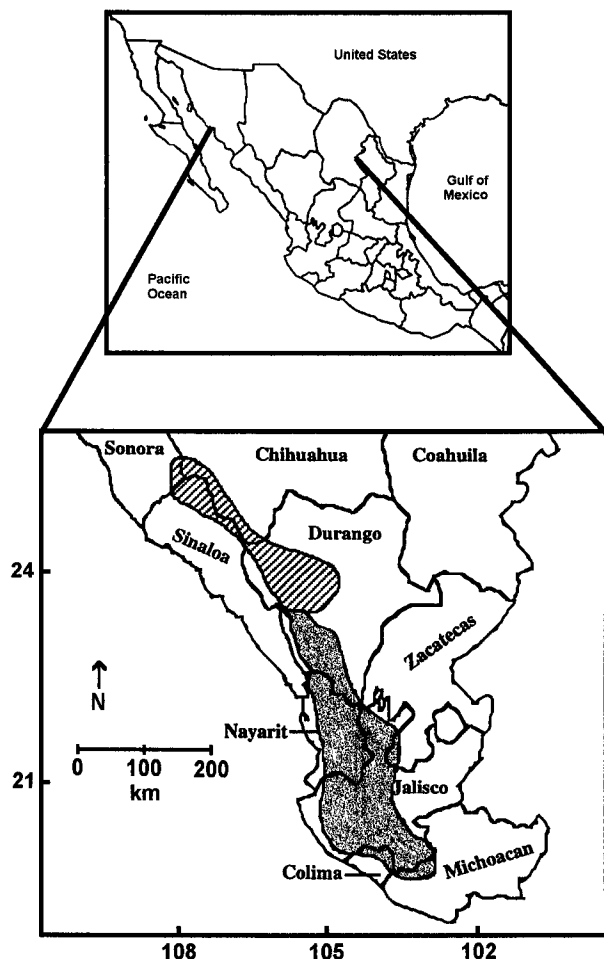 United States
Gulf of
Mexico
Pacific
Ocean
Sonora
Chihuahua
Coahuila
Sinaloa
Durango
24
Zacatecas
N
Nayarit
0 100 200
km
21
Jalisco
Michoacan
Colima
108 105 102